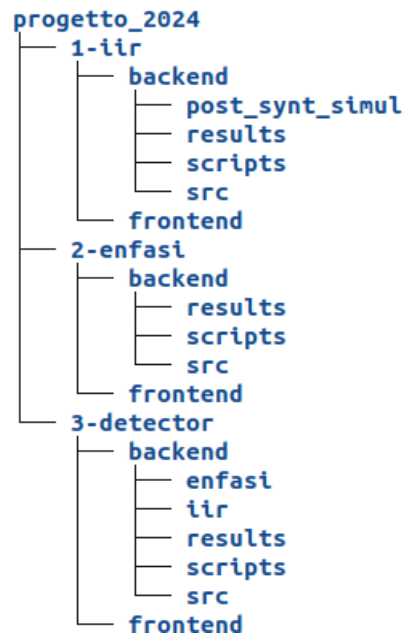 progetto_2024
1-iir
backend
post_synt_simul
results
scripts
src
frontend
2-enfasi
backend
results
scripts
src
frontend
3-detector
backend
enfasi
iir
results
scripts
src
frontend